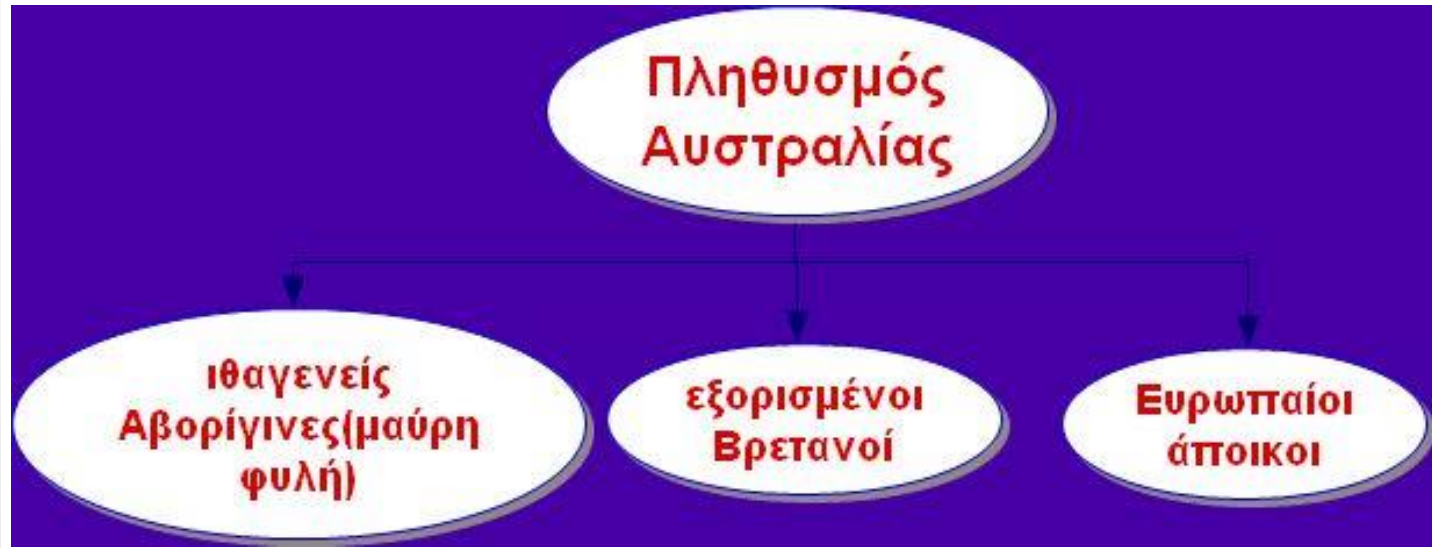 Πληθυσμός
Αυστραλίας
ιθαγενείς
Αβορίγινες(μαύρη
φυλή)
εξορισμένοι
Βρετανοί
Ευρωπαίοι
άποικοι